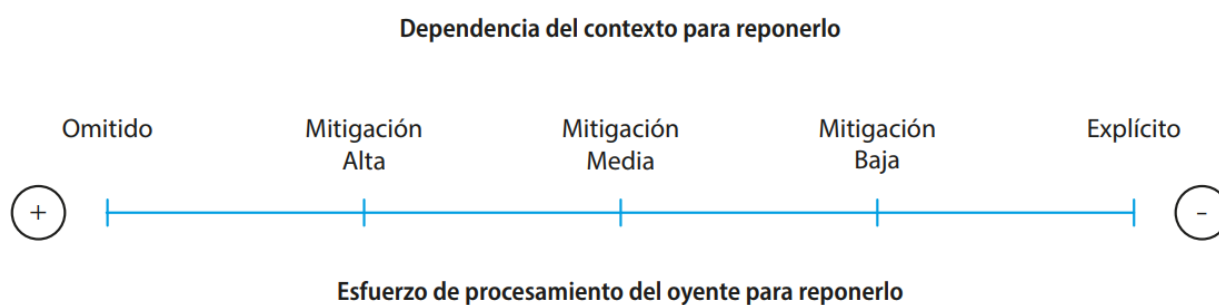 Dependencia del contexto para reponerlo
Omitido
Mitigación
Alta
Mitigación
Media
Mitigación
Baja
Explícito
+
-
Esfuerzo de procesamiento del oyente para reponerlo